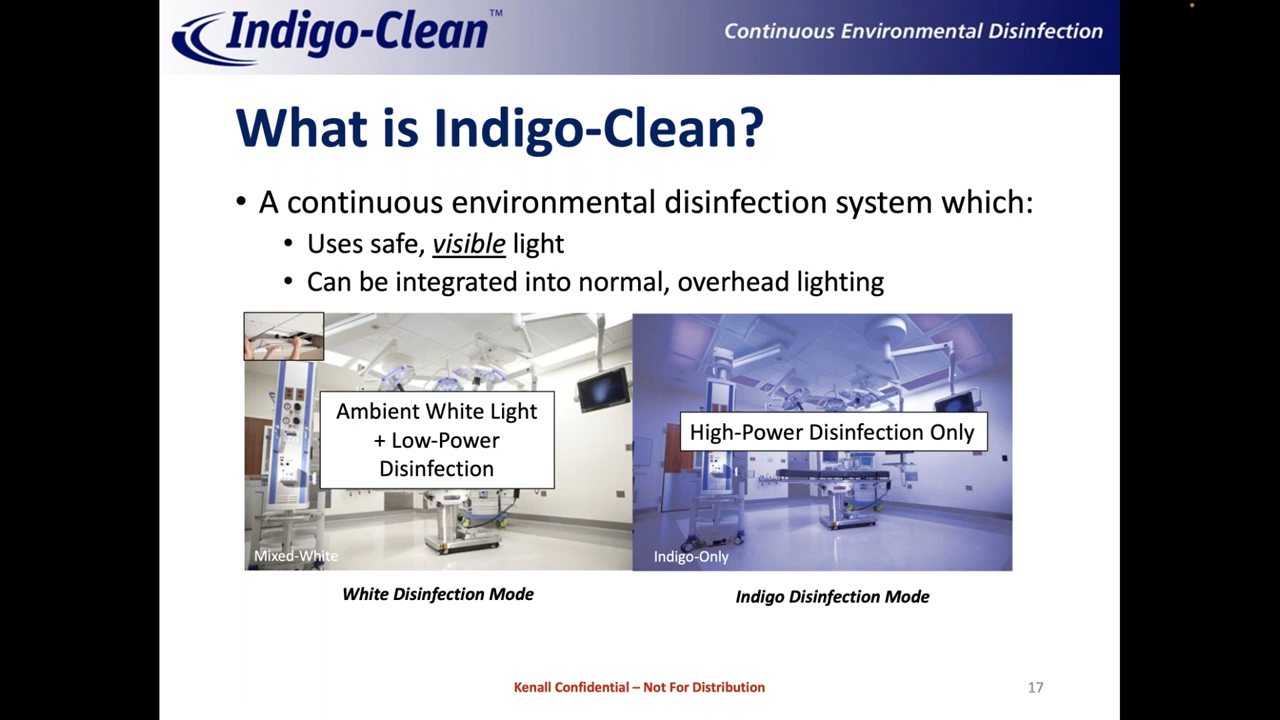 Indigo-Clean™
Continuous Environmental Disinfection
What is Indigo-Clean?
• A continuous environmental disinfection system which:
• Uses safe, visible light
• Can be integrated into normal, overhead lighting
Ambient White Light
+ Low-Power
Disinfection
High-Power Disinfection Only
Mixed-White
Indigo-Only
White Disinfection Mode
Indigo Disinfection Mode
Kenall Confidential – Not For Distribution
17